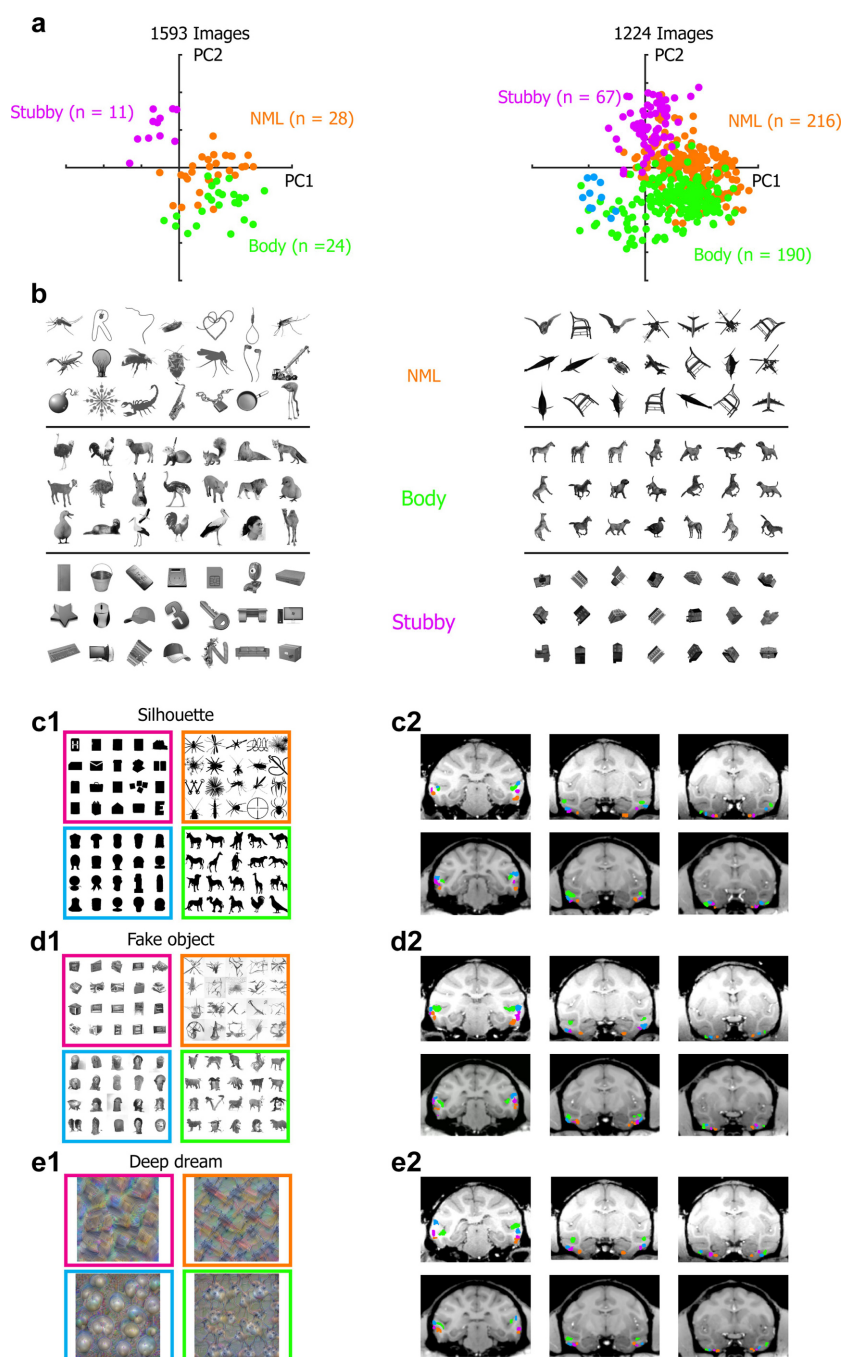 a
1593 Images
PC2
Stubby (n = 11)
NML (n = 28)
PC1
Body (n =24)
1224 Images
PC2
Stubby (n = 67)
NML (n = 216)
PC1
Body (n = 190)
b
NML
Body
Stubby
c1
Silhouette
c2
d1
Fake object
d2
e1
Deep dream
e2